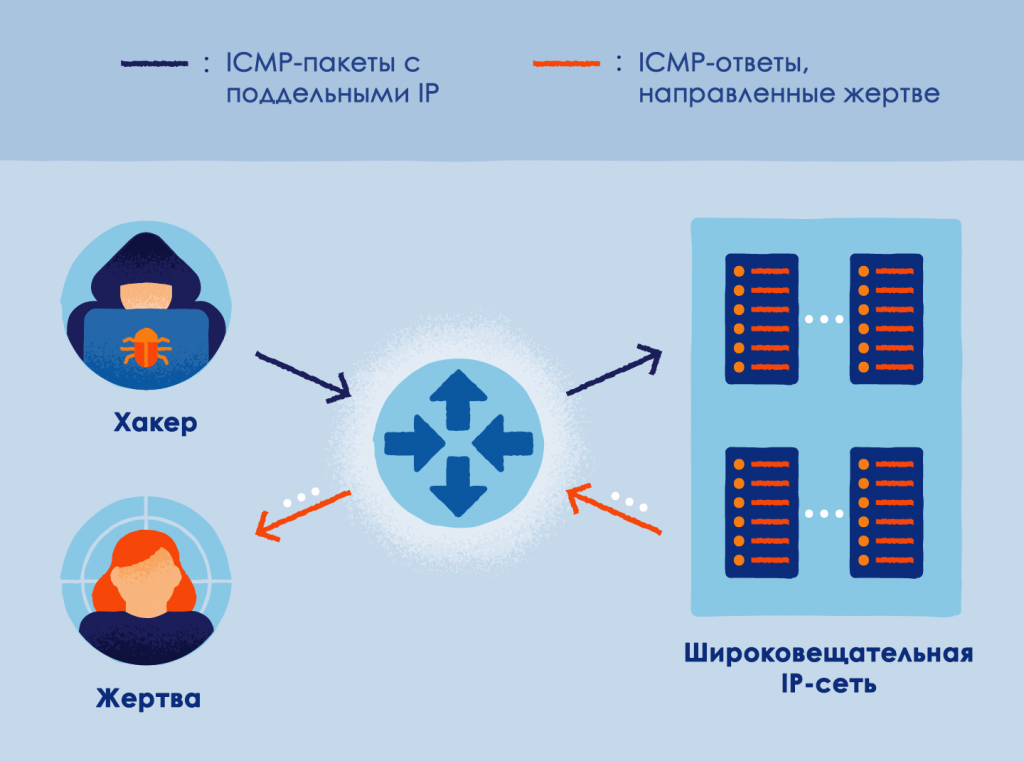 : ICMP-пакеты с
поддельными IP
: ICMP-ответы,
направленные жертве
Хакер
Жертва
Широковещательная
IP-сеть